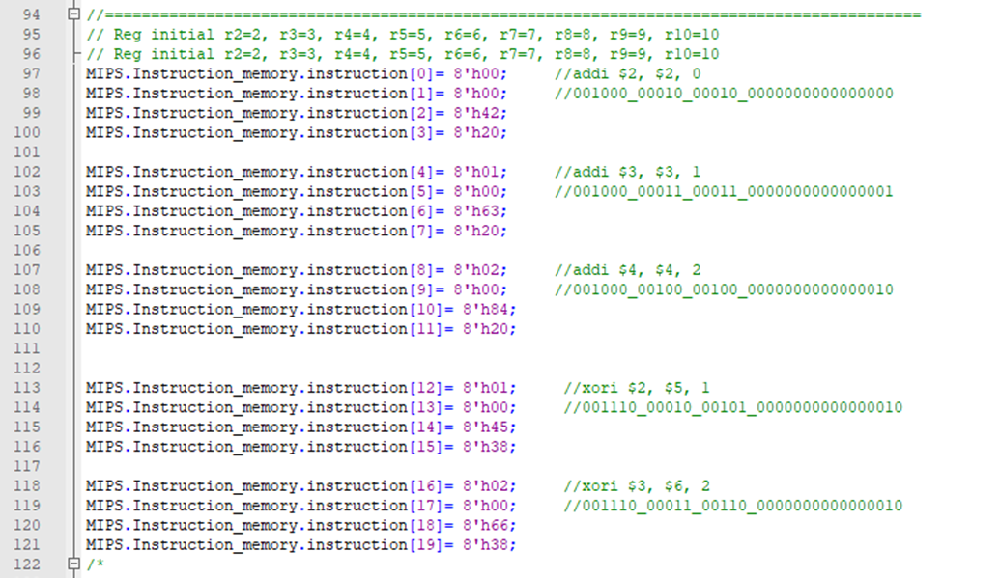 94 //========================================================================================
95 // Reg initial r2=2, r3=3, r4=4, r5=5, r6=6, r7=7, r8=8, r9=9, r10=10
96 // Reg initial r2=2, r3=3, r4=4, r5=5, r6=6, r7=7, r8=8, r9=9, r10=10
97 MIPS.Instruction_memory.instruction[0]= 8'h00; //addi $2, $2, 0
98 MIPS.Instruction_memory.instruction[1]= 8'h00; //001000_00010_00010_0000000000000000
99 MIPS.Instruction_memory.instruction[2]= 8'h42;
100 MIPS.Instruction_memory.instruction[3]= 8'h20;
101
102 MIPS.Instruction_memory.instruction[4]= 8'h01; //addi $3, $3, 1
103 MIPS.Instruction_memory.instruction[5]= 8'h00; //001000_00011_00011_0000000000000001
104 MIPS.Instruction_memory.instruction[6]= 8'h63;
105 MIPS.Instruction_memory.instruction[7]= 8'h20;
106
107 MIPS.Instruction_memory.instruction[8]= 8'h02; //addi $4, $4, 2
108 MIPS.Instruction_memory.instruction[9]= 8'h00; //001000_00100_00100_0000000000000010
109 MIPS.Instruction_memory.instruction[10]= 8'h84;
110 MIPS.Instruction_memory.instruction[11]= 8'h20;
111
112
113 MIPS.Instruction_memory.instruction[12]= 8'h01; //xori $2, $5, 1
114 MIPS.Instruction_memory.instruction[13]= 8'h00; //001110_00010_00101_0000000000000010
115 MIPS.Instruction_memory.instruction[14]= 8'h45;
116 MIPS.Instruction_memory.instruction[15]= 8'h38;
117
118 MIPS.Instruction_memory.instruction[16]= 8'h02; //xori $3, $6, 2
119 MIPS.Instruction_memory.instruction[17]= 8'h00; //001110_00011_00110_0000000000000010
120 MIPS.Instruction_memory.instruction[18]= 8'h66;
121 MIPS.Instruction_memory.instruction[19]= 8'h38;
122 /*